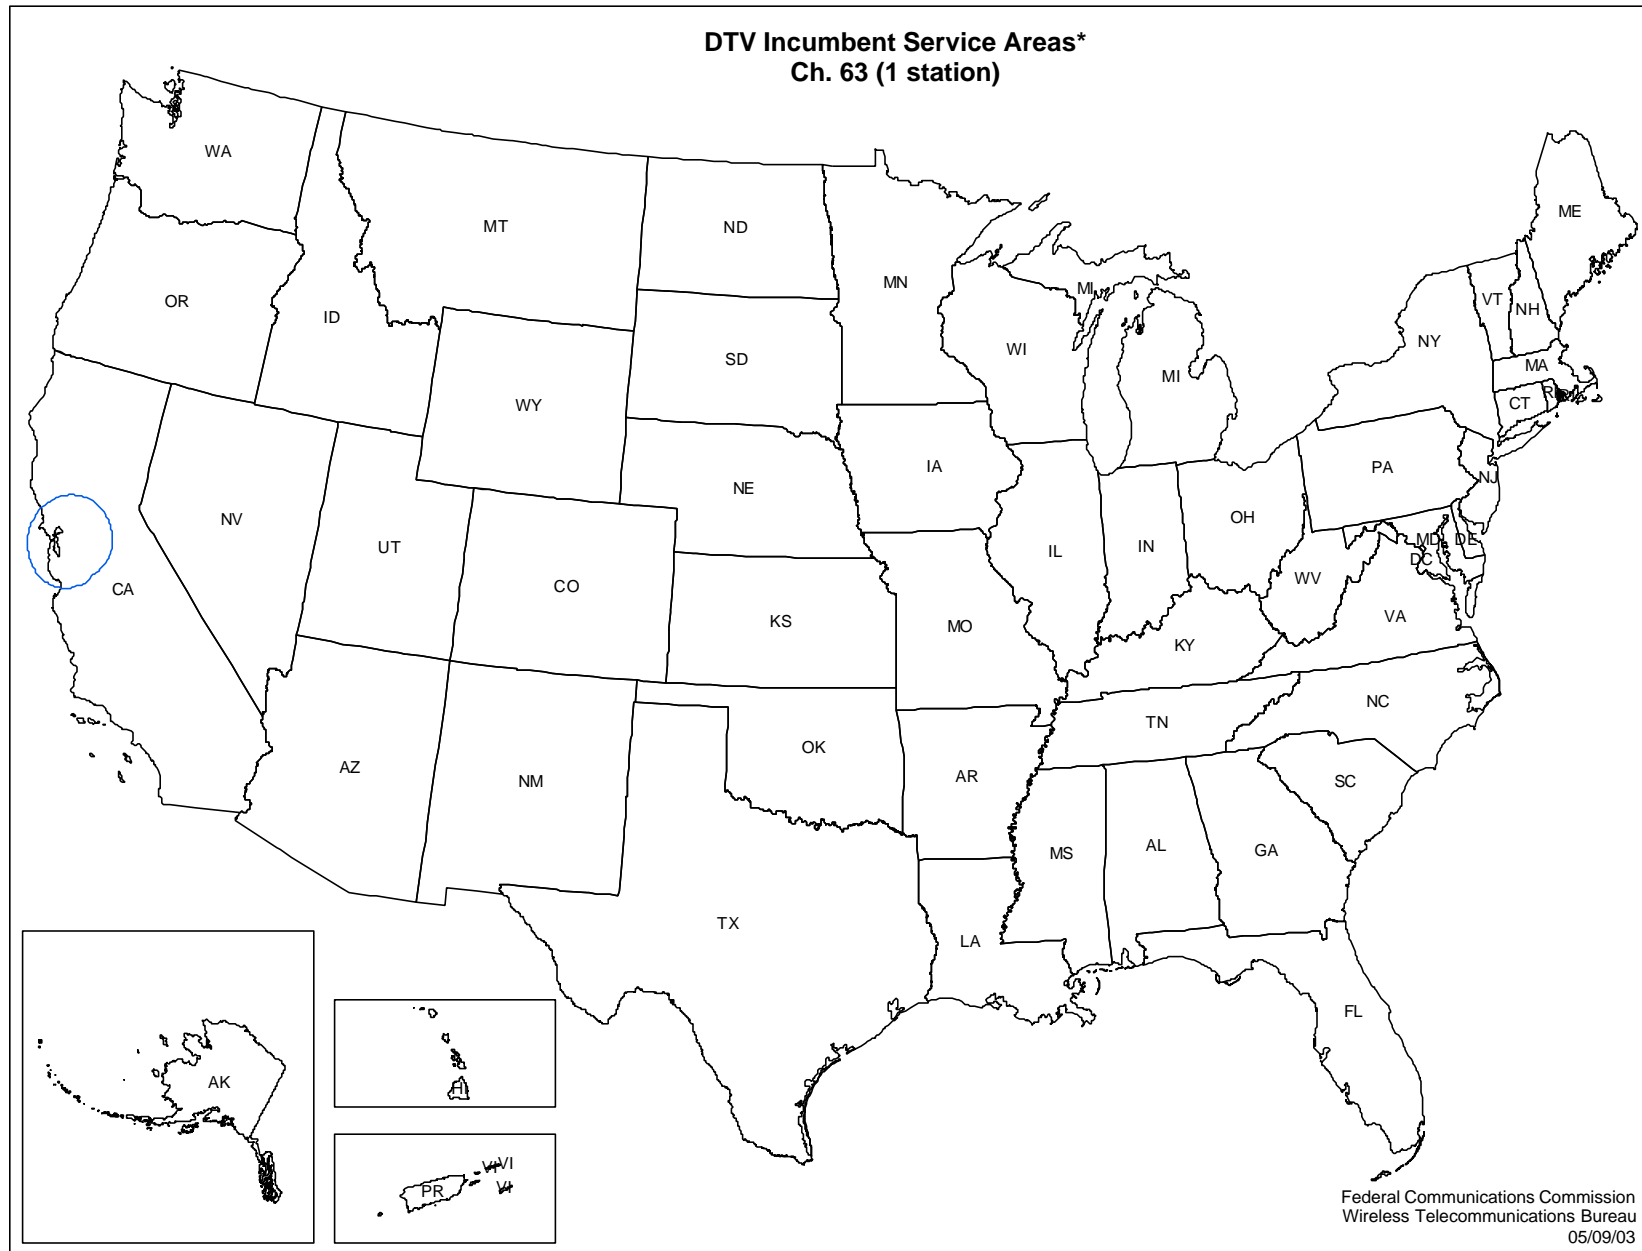 DTV Incumbent Service Areas*
Ch. 63 (1 station)
WA
MT
ND
MN
ME
OR
ID
SD
WI
MI
MI
NY
VT
NH
MA
CT
RI
WY
NE
IA
PA
NJ
NV
UT
CO
IL
IN
OH
MD
DE
DC
WV
VA
CA
KS
MO
KY
NC
TN
AZ
NM
OK
AR
SC
MS
AL
GA
TX
LA
FL
AK
HI
PR
VI
VI
VI
Federal Communications Commission
Wireless Telecommunications Bureau
05/09/03